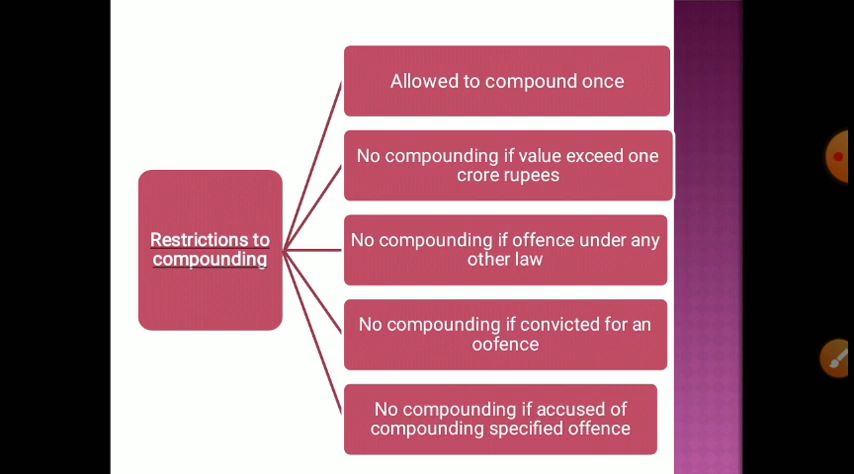 Allowed to compound once
No compounding if value exceed one
crore rupees
Restrictions to
compounding
No compounding if offence under any
other law
No compounding if convicted for an
oofence
No compounding if accused of
compounding specified offence